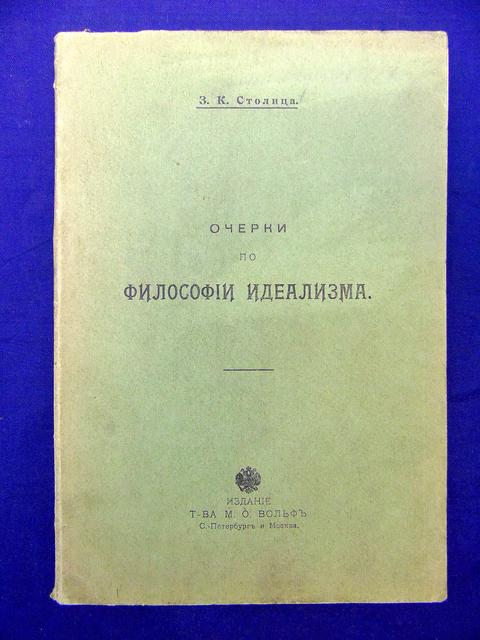 З. К. Столица.
ОЧЕРКИ
ПО
ФИЛОСОФІИ ИДЕАЛИЗМА.
ИЗДАНІЕ
Т-ВА М. О. ВОЛЬФЪ
С.-Петербургъ и Москва.